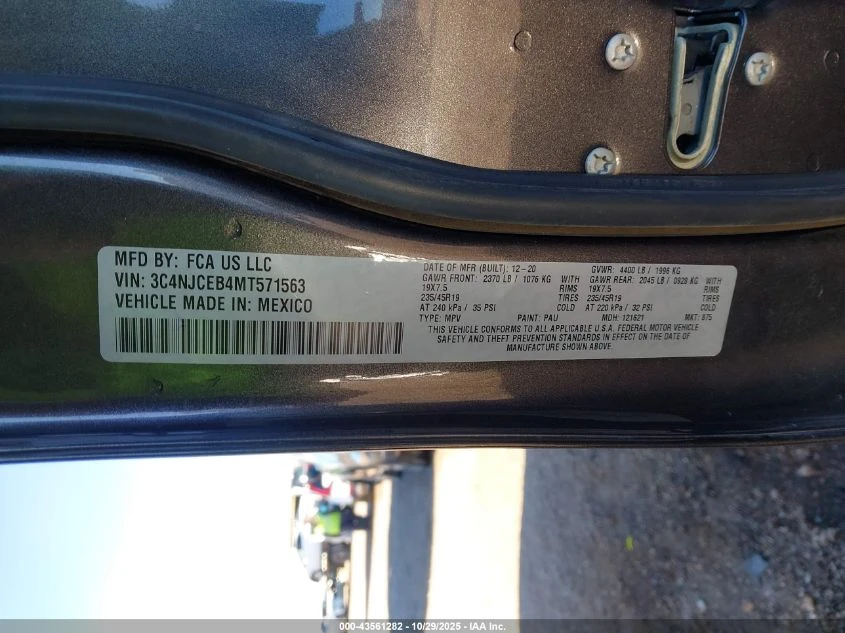 MFD BY: FCA US LLC
VIN: 3C4NJCEB4MT571563
VEHICLE MADE IN: MEXICO
DATE OF MFR (BUILT): 12-20 GVWR: 4400 LB / 1996 KG
GAWR FRONT: 2370 LB / 1076 KG WITH GAWR REAR: 2045 LB / 0928 KG WITH
19X7.5 RIMS 19X7.5 RIMS
235/45R19 TIRES 235/45R19 TIRES
AT 240 kPa / 35 PSI COLD AT 220 kPa / 32 PSI COLD
TYPE: MPV PAINT: PAU MDH: 121621 MKT: 875
THIS VEHICLE CONFORMS TO ALL APPLICABLE U.S.A. FEDERAL MOTOR VEHICLE
SAFETY AND THEFT PREVENTION STANDARDS IN EFFECT ON THE DATE OF
MANUFACTURE SHOWN ABOVE.
000-43561282 - 10/29/2025 - IAA Inc.